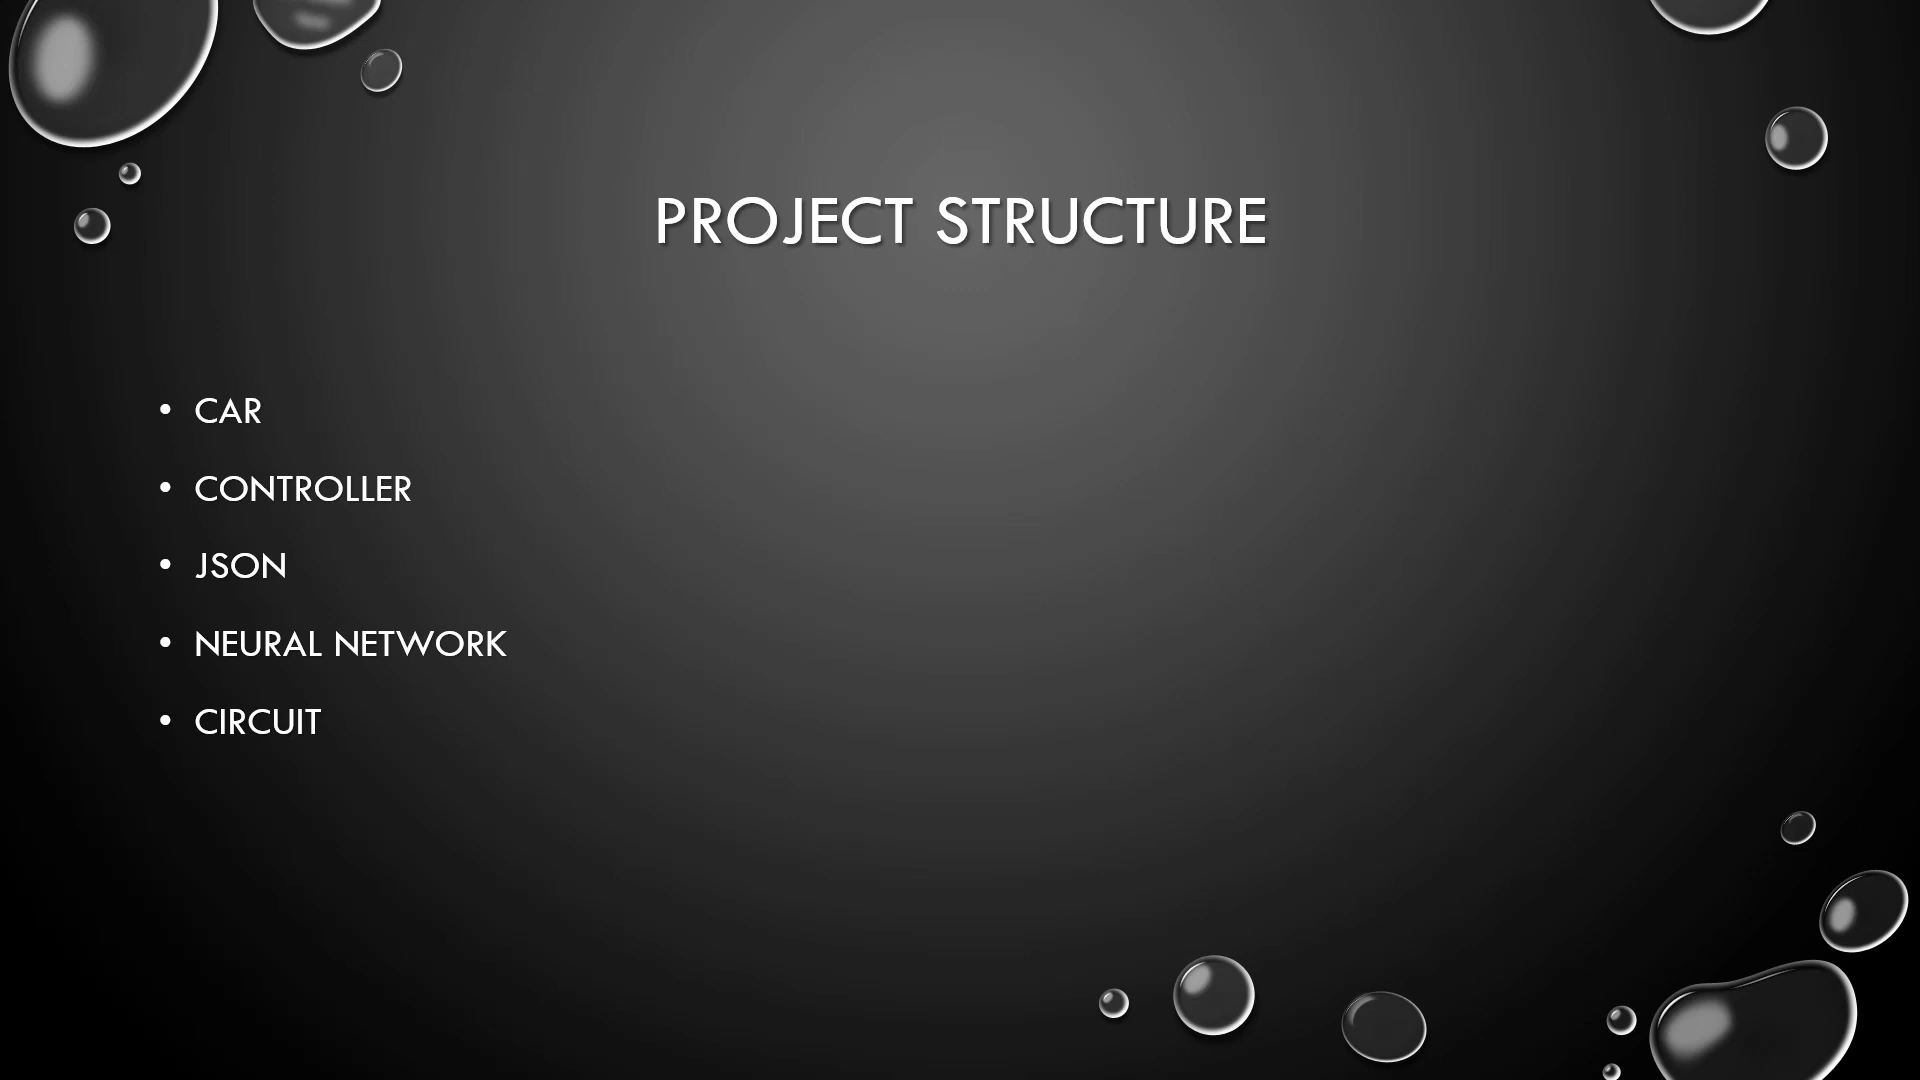 PROJECT STRUCTURE
• CAR
• CONTROLLER
• JSON
• NEURAL NETWORK
• CIRCUIT